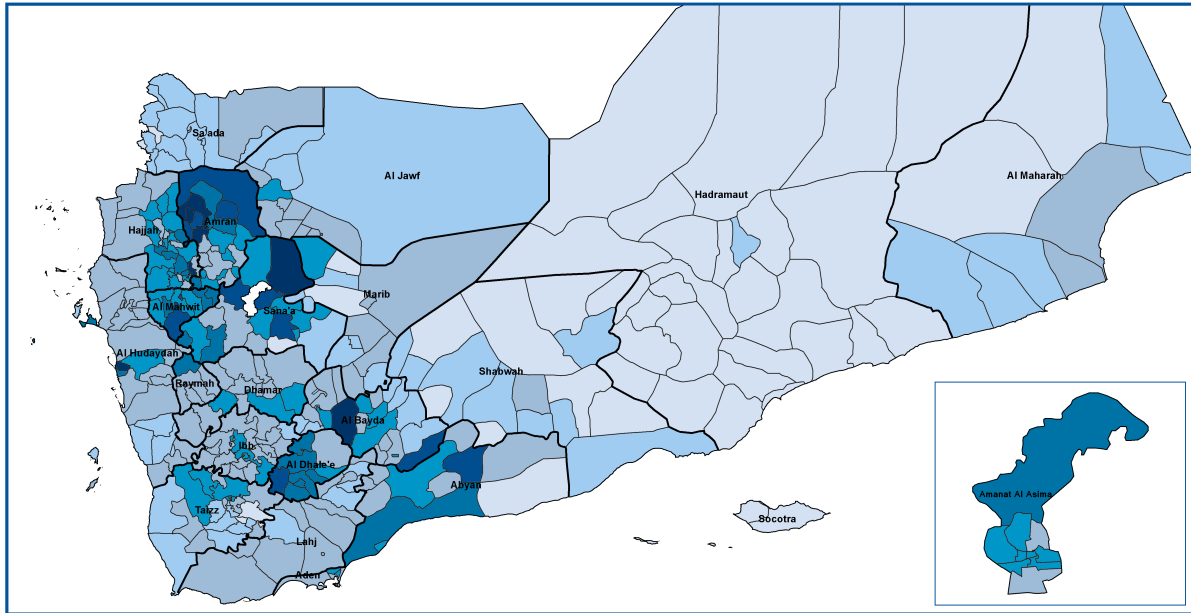 Sa'ada
Al Jawf
Al Maharah
Hadramaut
Amran
Hajjah
Marib
Al Mahwit
Sana'a
Al Hudaydah
Shabwah
Raymah
Dhamar
Al Bayda
Ibb
Al Dhale'e
Abyan
Amanat Al Asima
Taizz
Socotra
Lahj
Aden